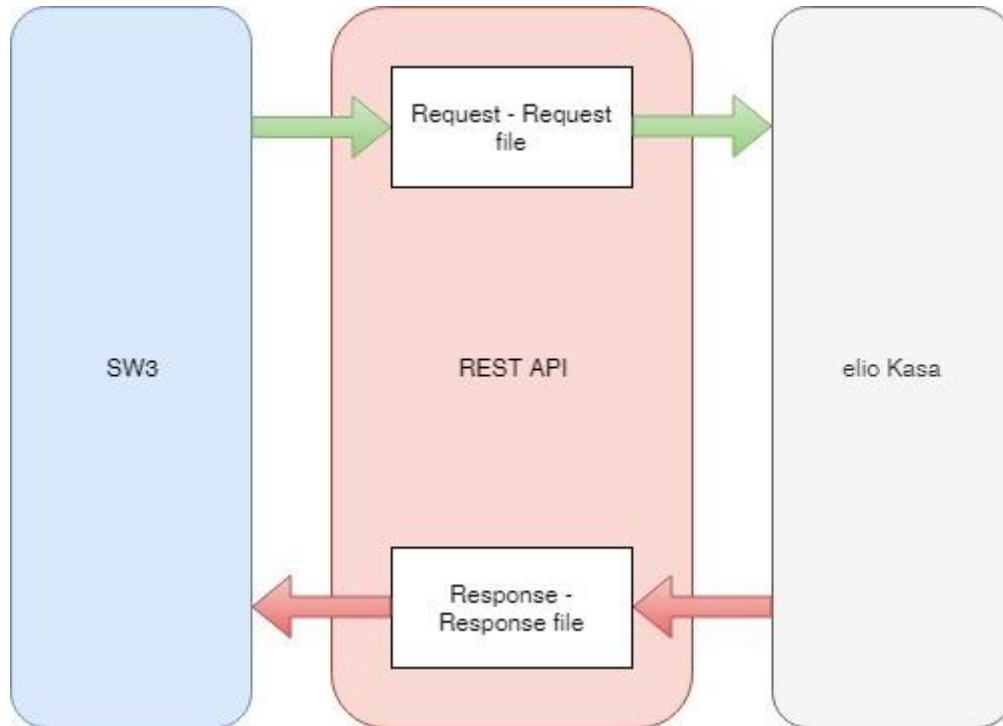 Request - Request
file
SW3
REST API
elio Kasa
Response -
Response file